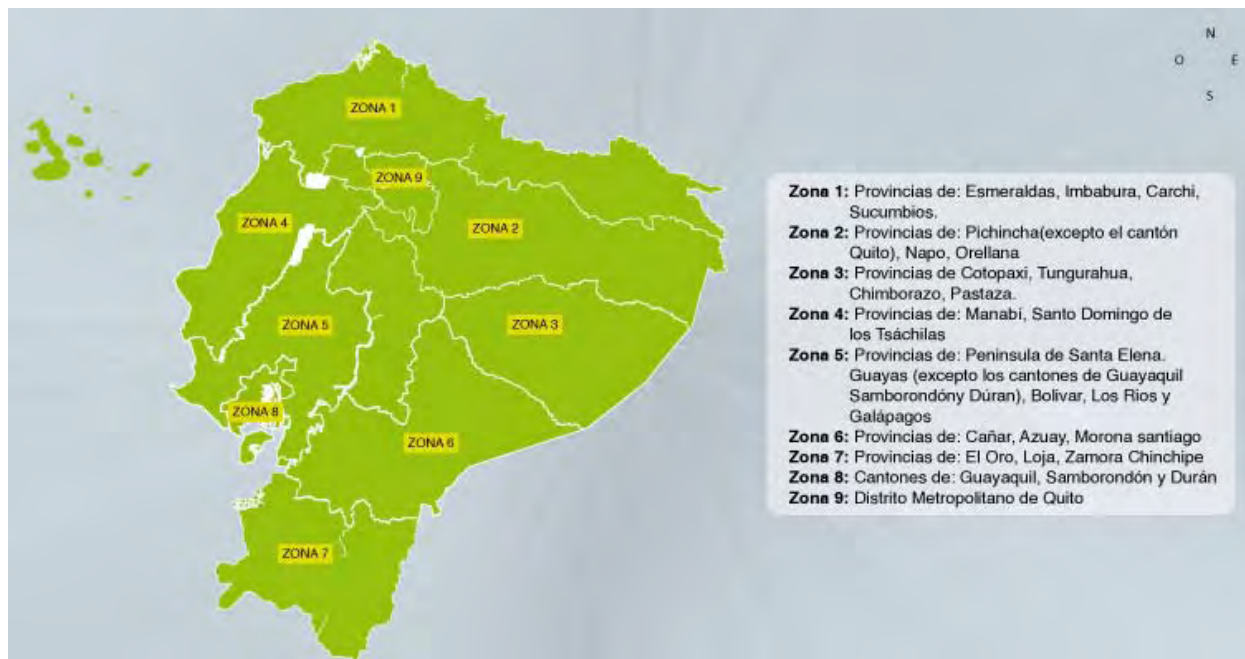 N
O E
S
ZONA 1
ZONA 9
ZONA 4
ZONA 2
ZONA 5
ZONA 3
ZONA 8
ZONA 6
ZONA 7
Zona 1: Provincias de: Esmeraldas, Imbabura, Carchi,
Sucumbios.
Zona 2: Provincias de: Pichincha(excepto el cantón
Quito), Napo, Orellana
Zona 3: Provincias de Cotopaxi, Tungurahua,
Chimborazo, Pastaza.
Zona 4: Provincias de: Manabí, Santo Domingo de
los Tsáchilas
Zona 5: Provincias de: Peninsula de Santa Elena.
Guayas (excepto los cantones de Guayaquil
Samborondóny Dúran), Bolivar, Los Rios y
Galápagos
Zona 6: Provincias de: Cañar, Azuay, Morona santiago
Zona 7: Provincias de: El Oro, Loja, Zamora Chinchipe
Zona 8: Cantones de: Guayaquil, Samborondón y Durán
Zona 9: Distrito Metropolitano de Quito